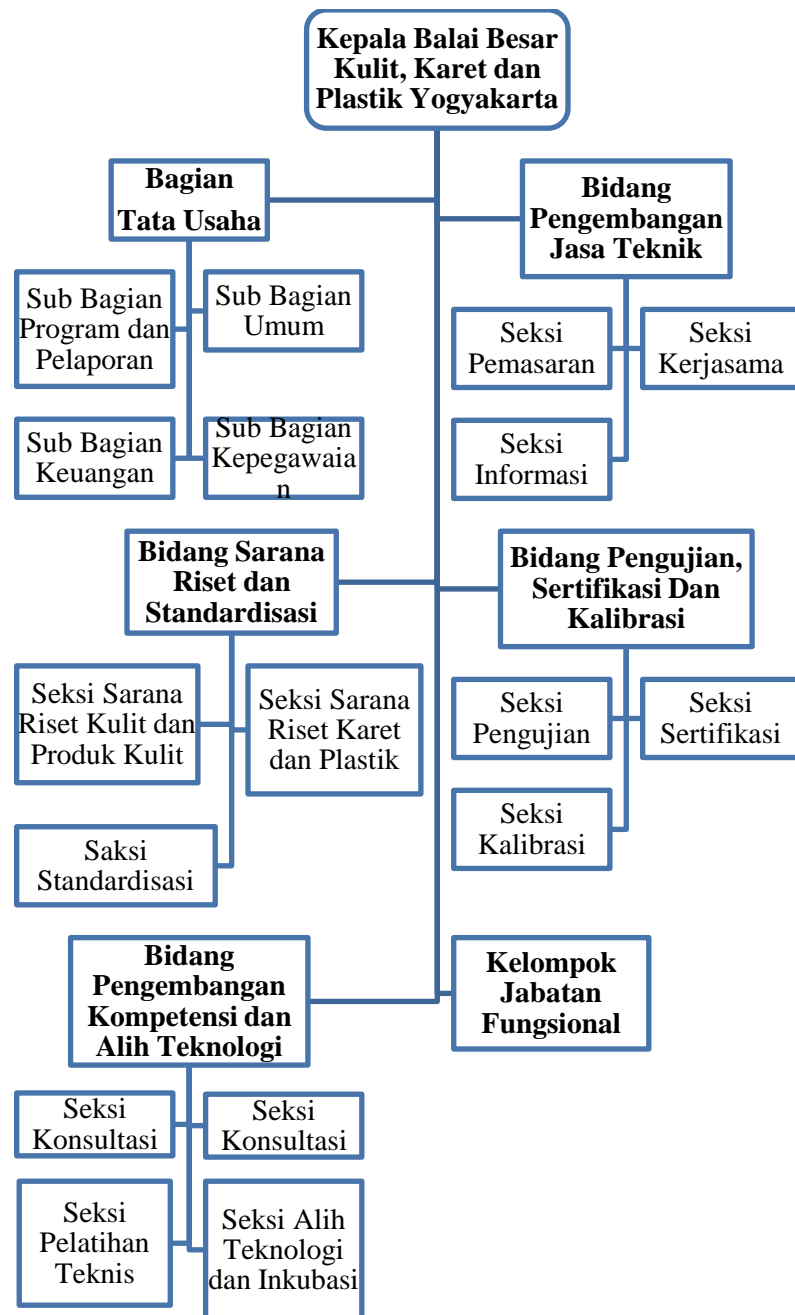 Kepala Balai Besar
Kulit, Karet dan
Plastik Yogyakarta
Bagian
Tata Usaha
Sub Bagian
Program dan
Pelaporan
Sub Bagian
Umum
Sub Bagian
Keuangan
Sub Bagian
Kepegawaia
n
Bidang
Pengembangan
Jasa Teknik
Seksi
Pemasaran
Seksi
Kerjasama
Seksi
Informasi
Bidang Sarana
Riset dan
Standardisasi
Seksi Sarana
Riset Kulit dan
Produk Kulit
Seksi Sarana
Riset Karet
dan Plastik
Saksi
Standardisasi
Bidang Pengujian,
Sertifikasi Dan
Kalibrasi
Seksi
Pengujian
Seksi
Sertifikasi
Seksi
Kalibrasi
Bidang
Pengembangan
Kompetensi dan
Alih Teknologi
Seksi
Konsultasi
Seksi
Konsultasi
Seksi
Pelatihan
Teknis
Seksi Alih
Teknologi
dan Inkubasi
Kelompok
Jabatan
Fungsional